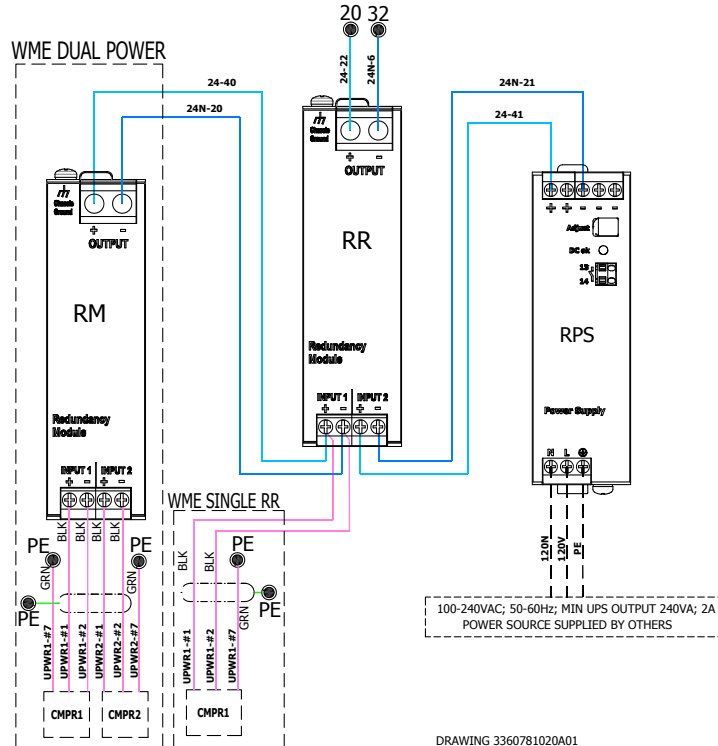 20 32
WME DUAL POWER
24-40
24N-20
24-22
24N-6
24N-21
24-41
Chassis
Ground
+ -
OUTPUT
RR
Redundancy
Module
INPUT 1 INPUT 2
+ - + -
Chassis
Ground
+ -
OUTPUT
RM
Redundancy
Module
INPUT 1 INPUT 2
+ - + -
+ + - - -
Adjust
DC ok
13
14
RPS
Power Supply
N L
120N
120V
PE
100-240VAC; 50-60Hz; MIN UPS OUTPUT 240VA; 2A
POWER SOURCE SUPPLIED BY OTHERS
BLK
BLK
BLK
BLK
PE
GRN
PE
GRN
PE
UPWR1-#7
UPWR1-#1
UPWR1-#2
UPWR2-#1
UPWR2-#2
UPWR2-#7
CMPR1
CMPR2
WME SINGLE RR
BLK
BLK
PE
GRN
PE
UPWR1-#1
UPWR1-#2
UPWR1-#7
CMPR1
DRAWING 3360781020A01